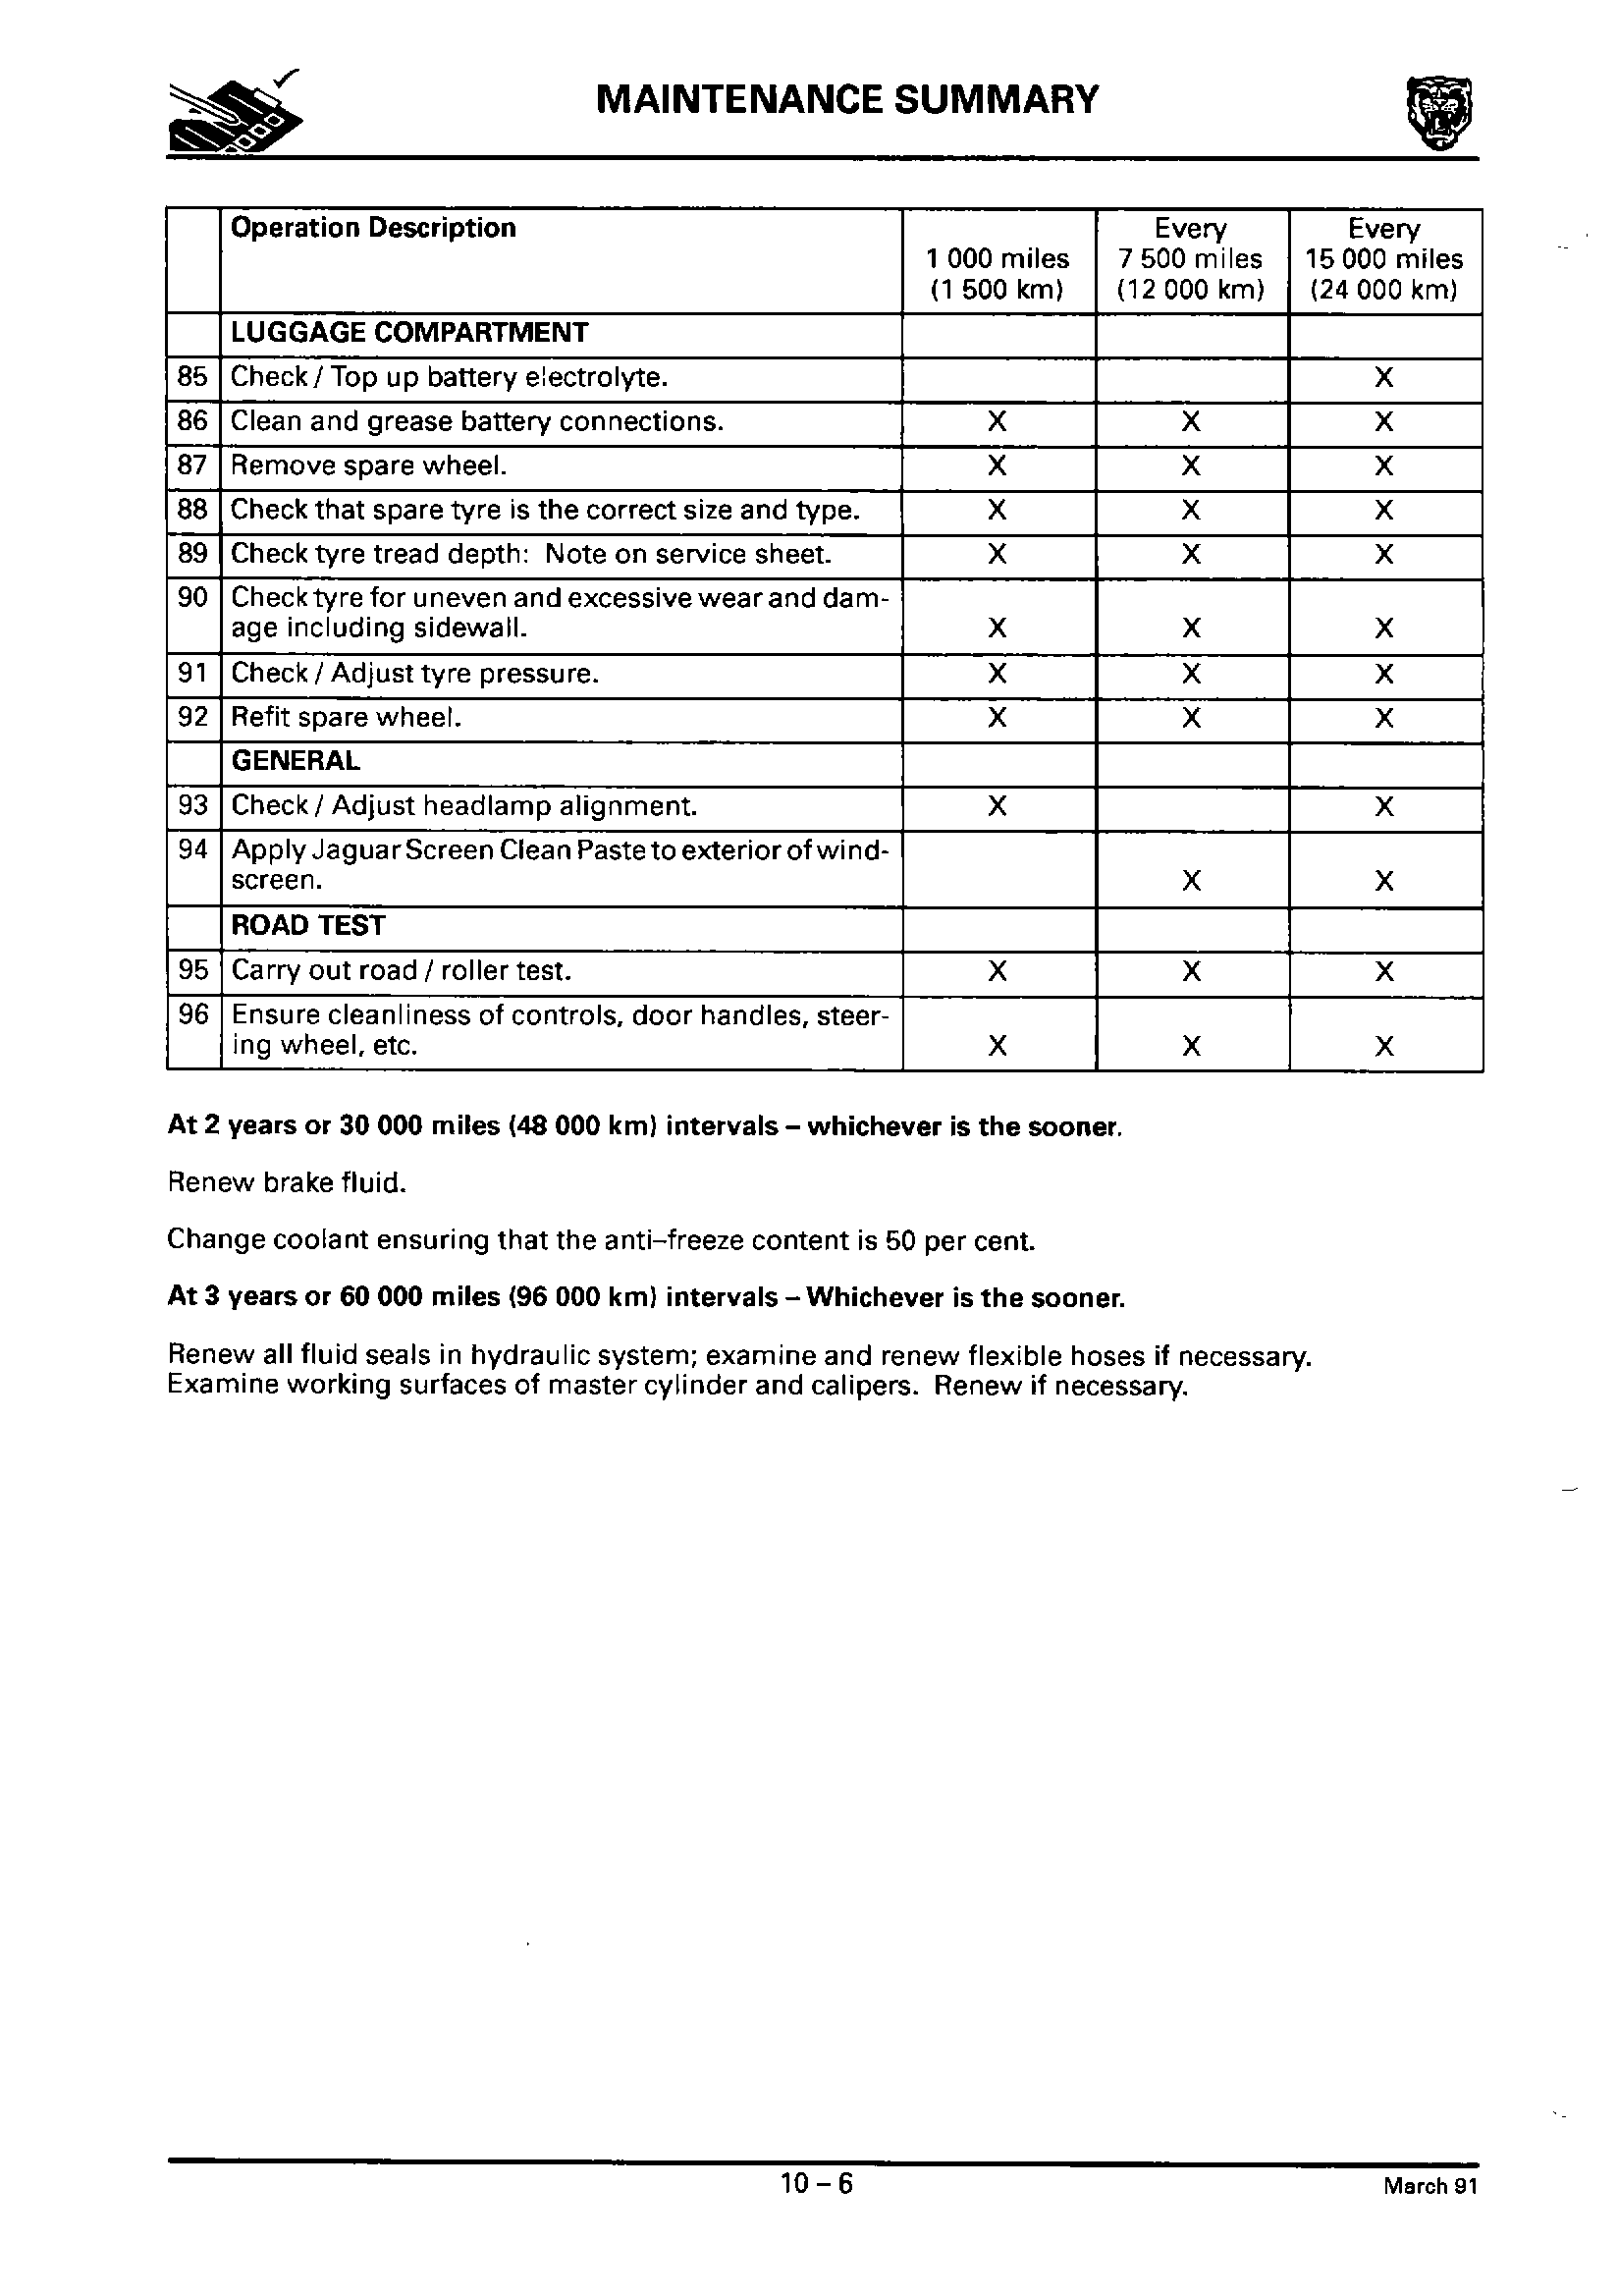 MAINTENANCE SUMMARY
Operation Description
1 000 miles
(1 500 km)
Every
7 500 miles
(12 000 km)
Every
15 000 miles
(24 000 km)
LUGGAGE COMPARTMENT
85 Check / Top up battery electrolyte. X
86 Clean and grease battery connections. X X X
87 Remove spare wheel. X X X
88 Check that spare tyre is the correct size and type. X X X
89 Check tyre tread depth: Note on service sheet. X X X
90 Check tyre for uneven and excessive wear and dam-
age including sidewall. X X X
91 Check / Adjust tyre pressure. X X X
92 Refit spare wheel. X X X
GENERAL
93 Check / Adjust headlamp alignment. X X
94 Apply Jaguar Screen Clean Paste to exterior of wind-
screen. X X
ROAD TEST
95 Carry out road / roller test. X X X
96 Ensure cleanliness of controls, door handles, steer-
ing wheel, etc. X X X
At 2 years or 30 000 miles (48 000 km) intervals – whichever is the sooner.
Renew brake fluid.
Change coolant ensuring that the anti–freeze content is 50 per cent.
At 3 years or 60 000 miles (96 000 km) intervals – Whichever is the sooner.
Renew all fluid seals in hydraulic system; examine and renew flexible hoses if necessary.
Examine working surfaces of master cylinder and calipers. Renew if necessary.
10 – 6
March 91